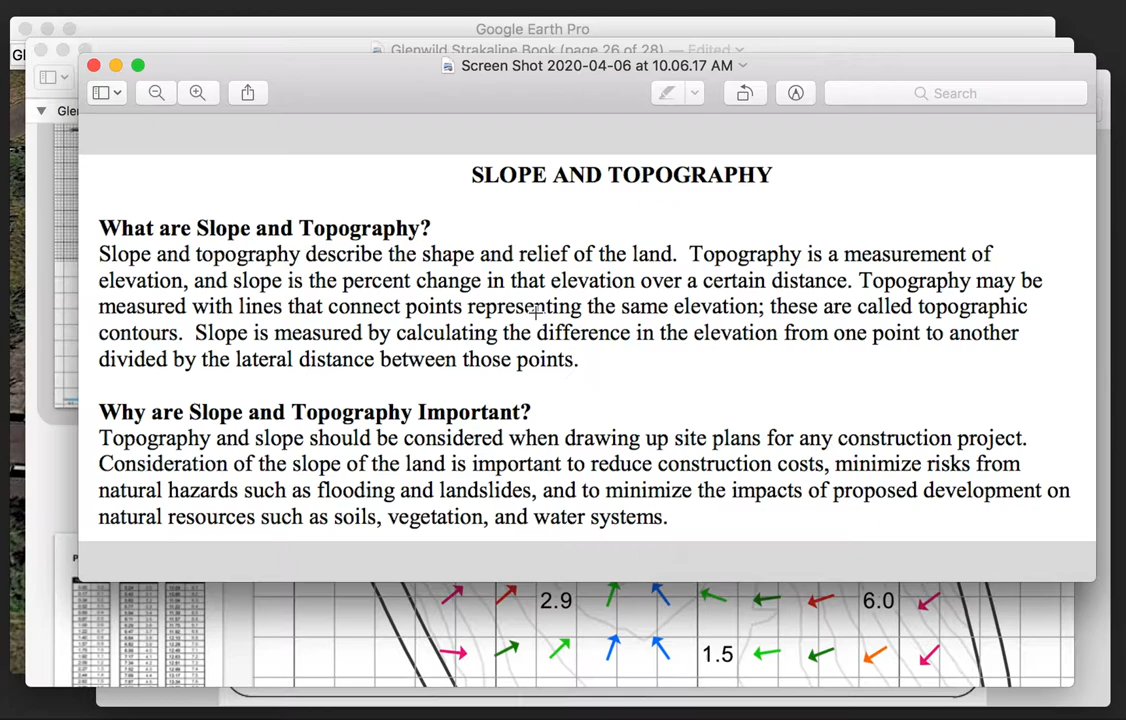 Google Earth Pro
Gl
Glenwild Strakaline Book (page 26 of 28) — Edited
Screen Shot 2020-04-06 at 10.06.17 AM
Search
Gle
SLOPE AND TOPOGRAPHY
What are Slope and Topography?
Slope and topography describe the shape and relief of the land. Topography is a measurement of
elevation, and slope is the percent change in that elevation over a certain distance. Topography may be
measured with lines that connect points representing the same elevation; these are called topographic
contours. Slope is measured by calculating the difference in the elevation from one point to another
divided by the lateral distance between those points.
Why are Slope and Topography Important?
Topography and slope should be considered when drawing up site plans for any construction project.
Consideration of the slope of the land is important to reduce construction costs, minimize risks from
natural hazards such as flooding and landslides, and to minimize the impacts of proposed development on
natural resources such as soils, vegetation, and water systems.
2.9
6.0
1.5